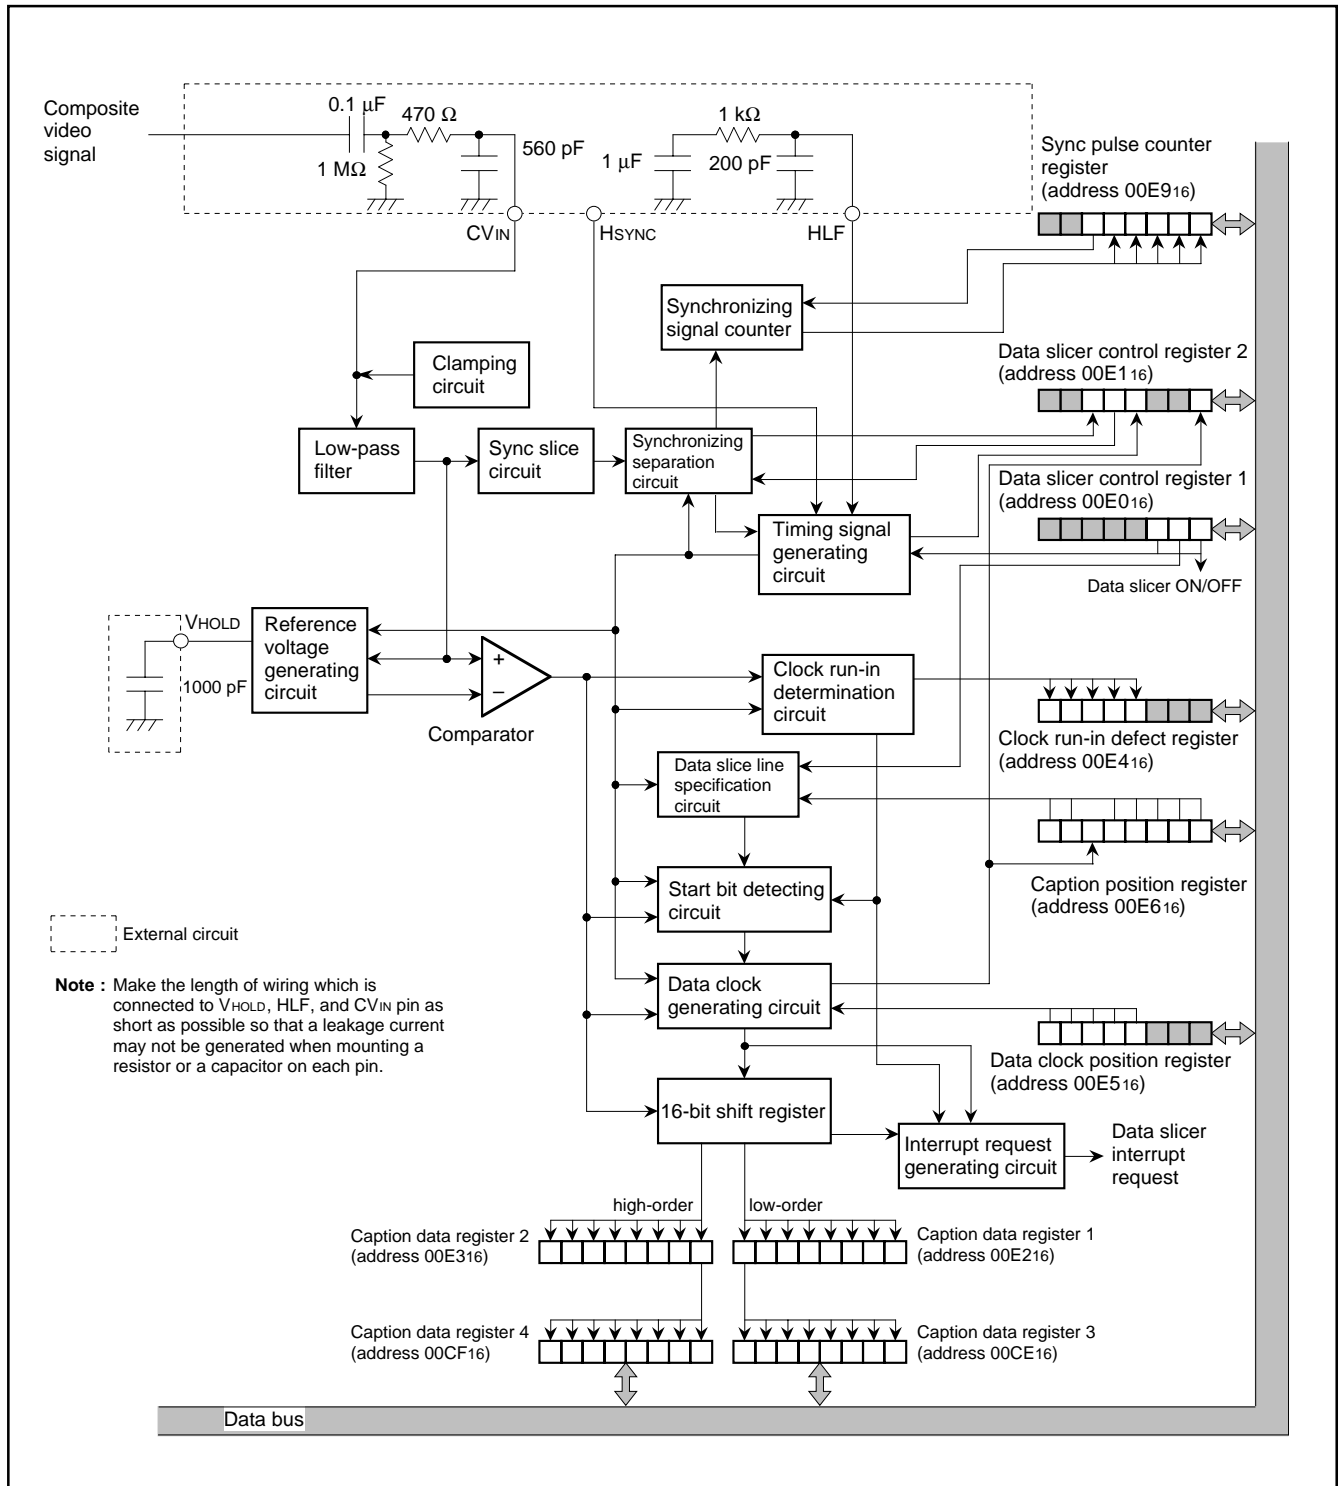 Composite
video
signal
0.1 μF
470 Ω
1 MΩ
560 pF
1 kΩ
1 μF
200 pF
CVIN
HSYNC
HLF
Sync pulse counter
register
(address 00E916)
Synchronizing
signal counter
Data slicer control register 2
(address 00E116)
Clamping
circuit
Low-pass
filter
Sync slice
circuit
Synchronizing
separation
circuit
Data slicer control register 1
(address 00E016)
Timing signal
generating
circuit
Data slicer ON/OFF
VHOLD
1000 pF
Reference
voltage
generating
circuit
+
−
Comparator
Clock run-in
determination
circuit
Clock run-in defect register
(address 00E416)
Data slice line
specification
circuit
Start bit detecting
circuit
Caption position register
(address 00E616)
External circuit
Note : Make the length of wiring which is
connected to VHOLD, HLF, and CVIN pin as
short as possible so that a leakage current
may not be generated when mounting a
resistor or a capacitor on each pin.
Data clock
generating circuit
Data clock position register
(address 00E516)
16-bit shift register
Interrupt request
generating circuit
Data slicer
interrupt
request
high-order
low-order
Caption data register 2
(address 00E316)
Caption data register 1
(address 00E216)
Caption data register 4
(address 00CF16)
Caption data register 3
(address 00CE16)
Data bus